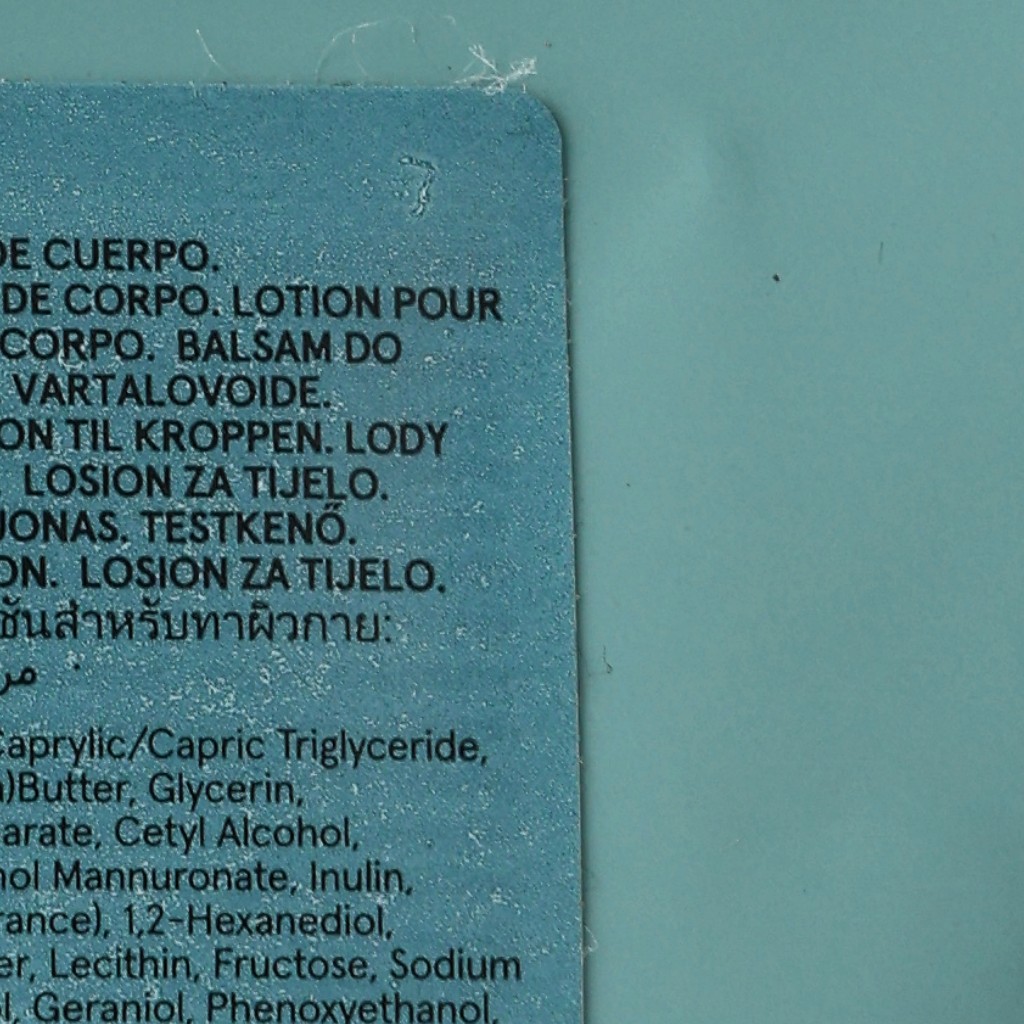 DE CUERPO.
DE CORPO. LOTION POUR
CORPO. BALSAM DO
VARTALOVOIDE.
ON TIL KROPPEN. LODY
LOSION ZA TIJELO.
JONAS. TESTKENŐ.
ON. LOSION ZA TIJELO.
ชั่นสำหรับทาผิวกาย:
مر
Caprylic/Capric Triglyceride,
)Butter, Glycerin,
arate, Cetyl Alcohol,
nol Mannuronate, Inulin,
rance), 1,2-Hexanediol,
er, Lecithin, Fructose, Sodium
l, Geraniol, Phenoxyethanol,